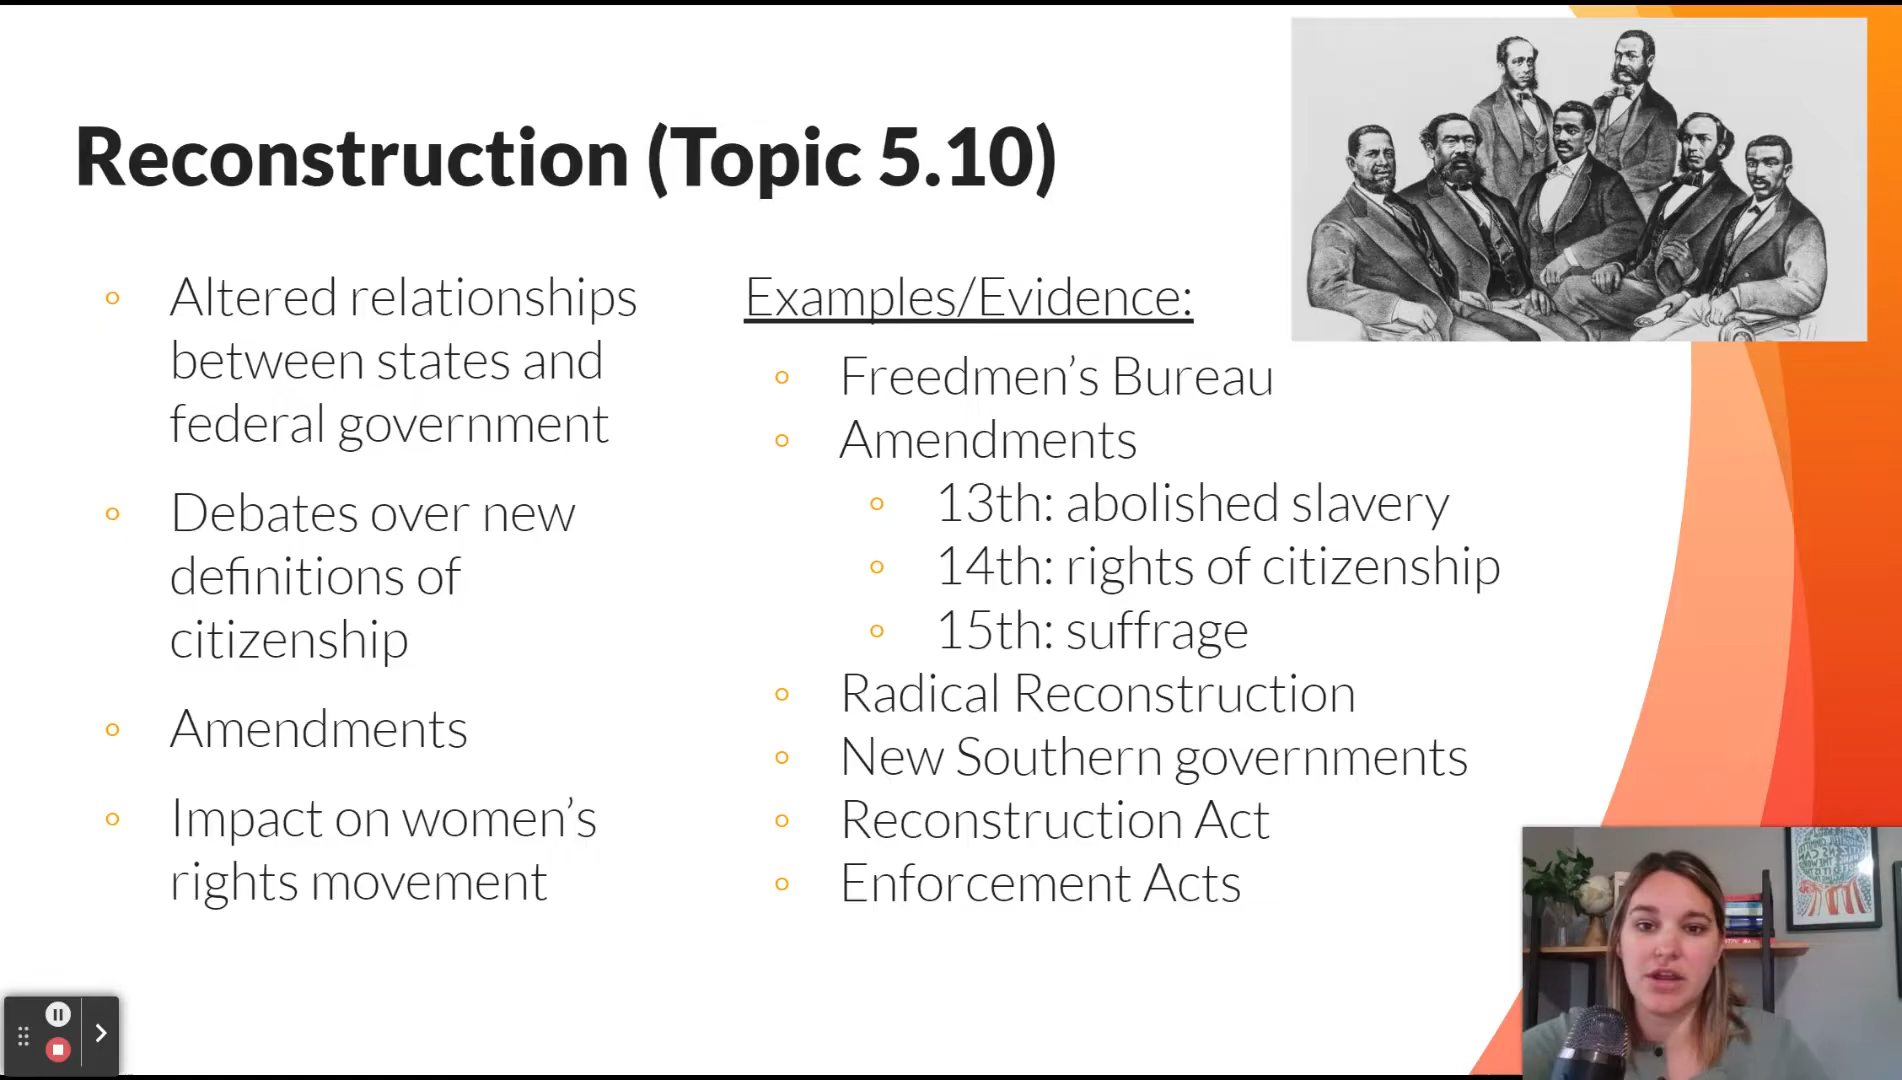 Reconstruction (Topic 5.10)
Altered relationships
between states and
federal government
Debates over new
definitions of
citizenship
Amendments
Impact on women’s
rights movement
Examples/Evidence:
Freedmen’s Bureau
Amendments
13th: abolished slavery
14th: rights of citizenship
15th: suffrage
Radical Reconstruction
New Southern governments
Reconstruction Act
Enforcement Acts